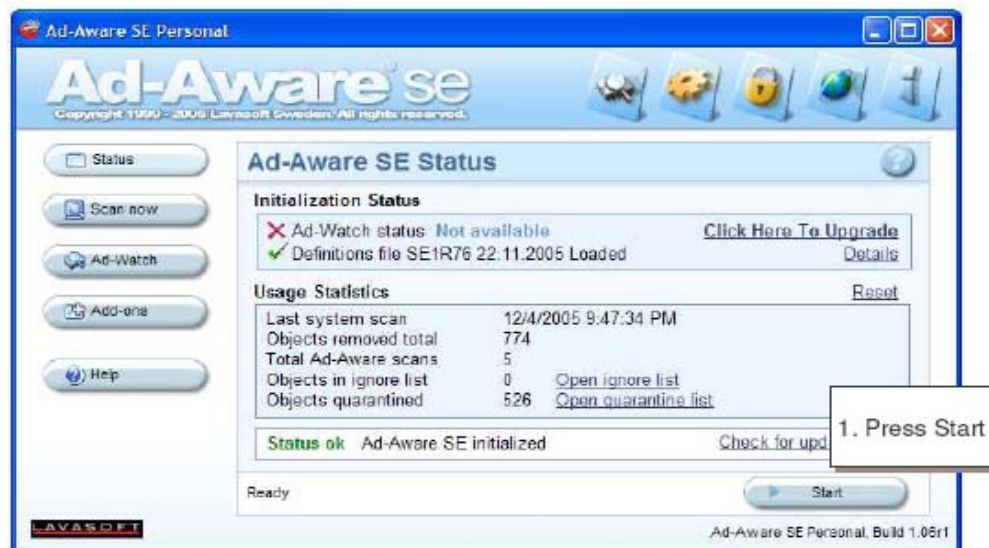 Ad-Aware SE Personal
Ad-Aware SE
Copyright 1999 - 2005 Lavasoft Sweden. All rights reserved.
Status
Scan now
Ad-Watch
Add-ons
Help
Ad-Aware SE Status
Initialization Status
Ad-Watch status Not available Click Here To Upgrade
Definitions file SE1R76 22.11.2005 Loaded Details
Usage Statistics Reset
Last system scan 12/4/2005 9:47:34 PM
Objects removed total 774
Total Ad-Aware scans 5
Objects in ignore list 0 Open ignore list
Objects quarantined 526 Open quarantine list
Status ok Ad-Aware SE initialized Check for upd
1. Press Start
Ready Start
LAVASOFT
Ad-Aware SE Personal, Build 1.06r1